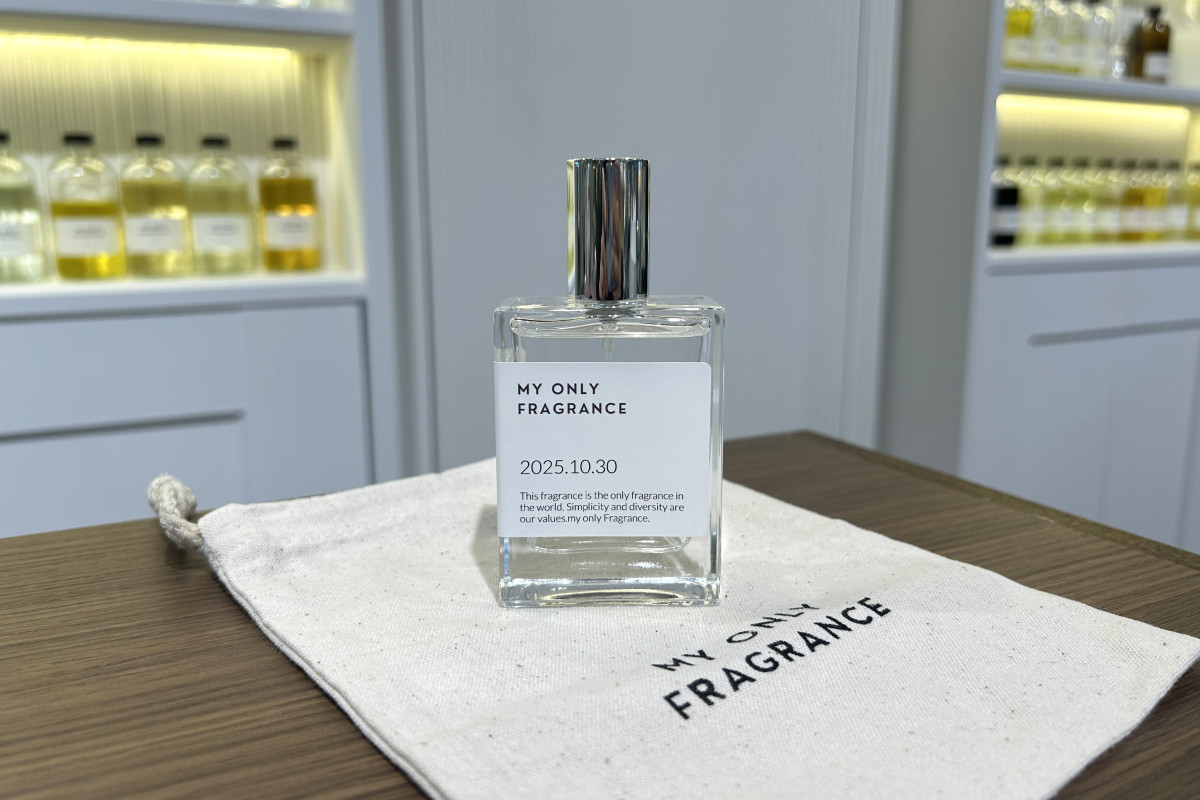 MY ONLY
FRAGRANCE
2025.10.30
This fragrance is the only fragrance in
the world. Simplicity and diversity are
our values.my only Fragrance.
MY ONLY
FRAGRANCE